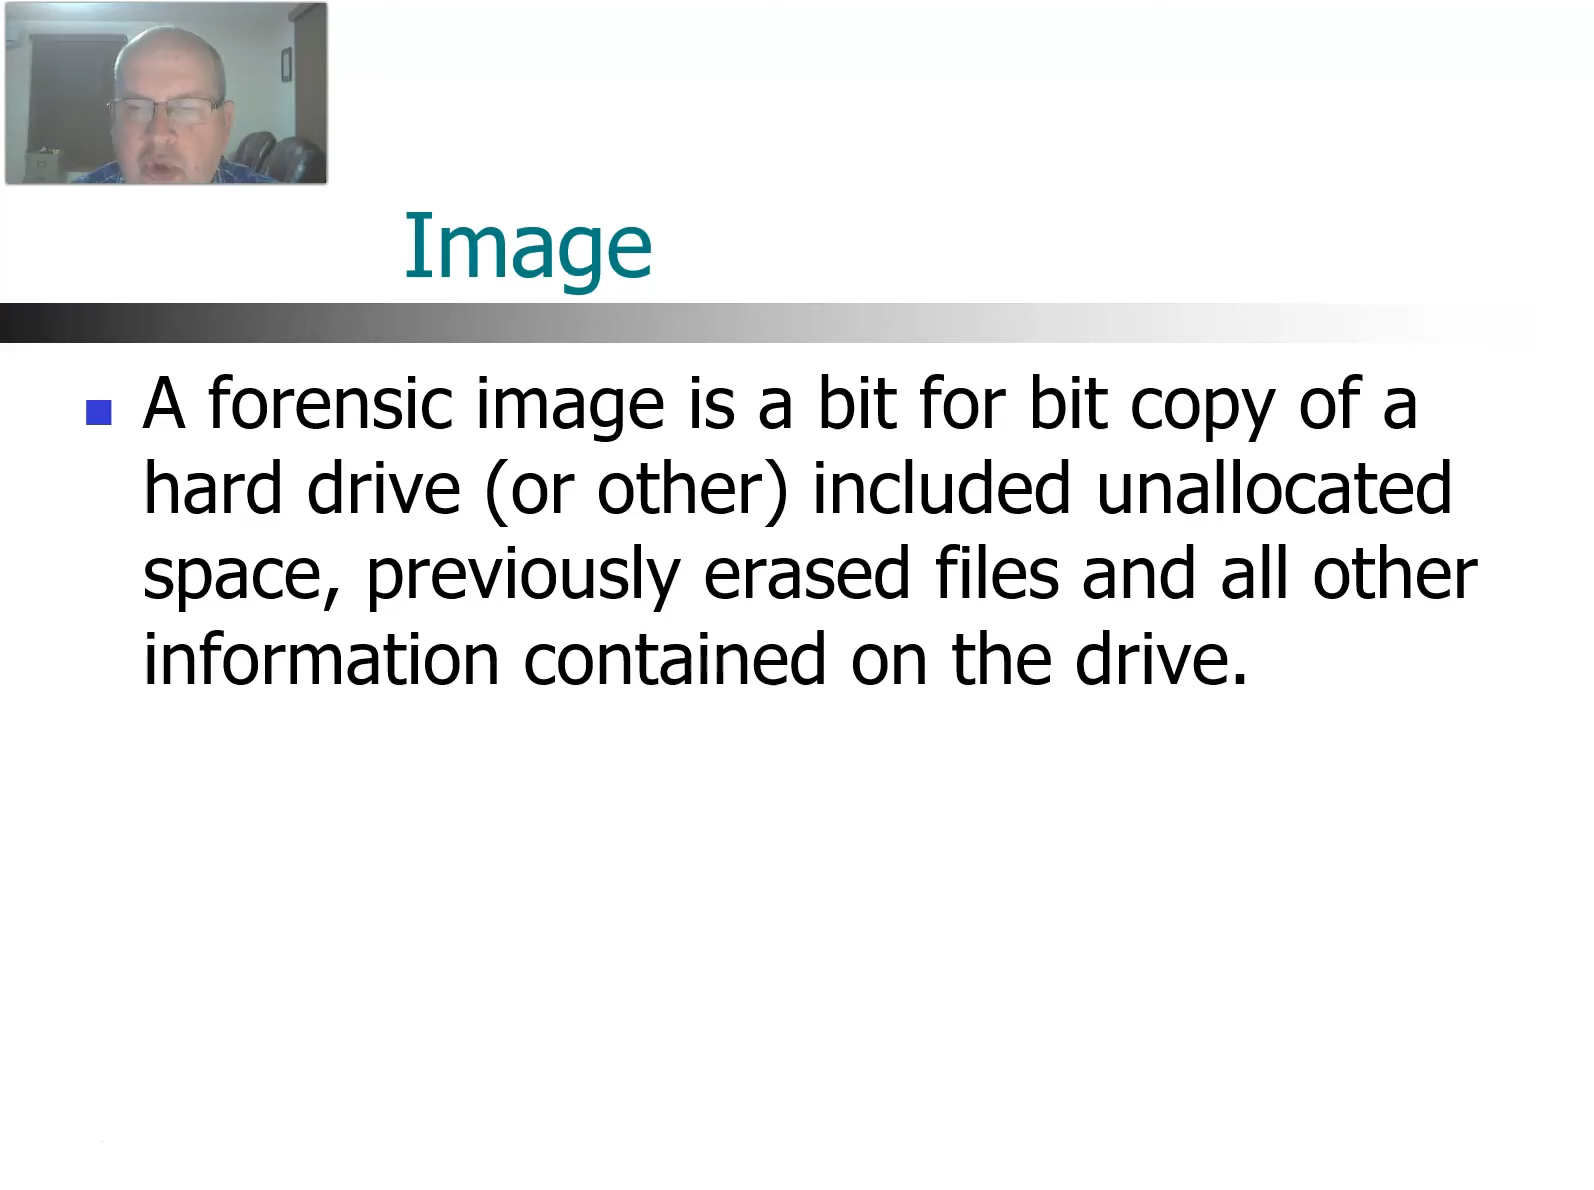 Image
A forensic image is a bit for bit copy of a
hard drive (or other) included unallocated
space, previously erased files and all other
information contained on the drive.